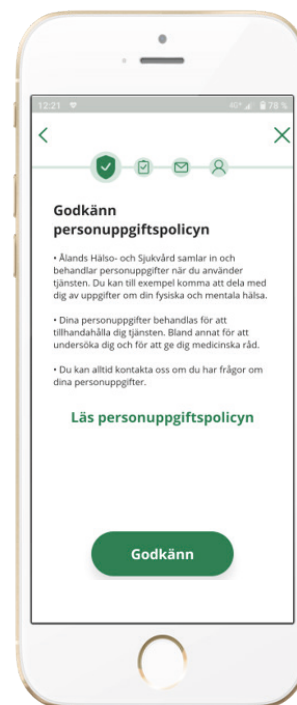 12:21 4G+ 78 %
Godkänn
personuppgiftspolicyn
• Ålands Hälso- och Sjukvård samlar in och
behandlar personuppgifter när du använder
tjänsten. Du kan till exempel komma att dela med
dig av uppgifter om din fysiska och mentala hälsa.
• Dina personuppgifter behandlas för att
tillhandahålla dig tjänsten. Bland annat för att
undersöka dig och för att ge dig medicinska råd.
• Du kan alltid kontakta oss om du har frågor om
dina personuppgifter.
Läs personuppgiftspolicyn
Godkänn